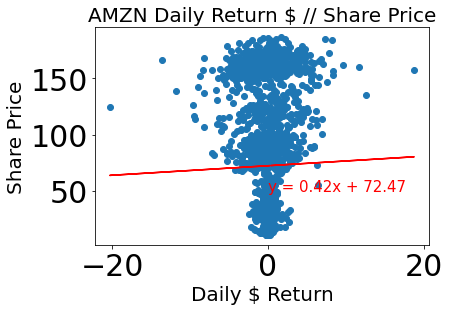 AMZN Daily Return $ // Share Price
150
100
50
Share Price
y = 0.42x + 72.47
−20 0 20
Daily $ Return